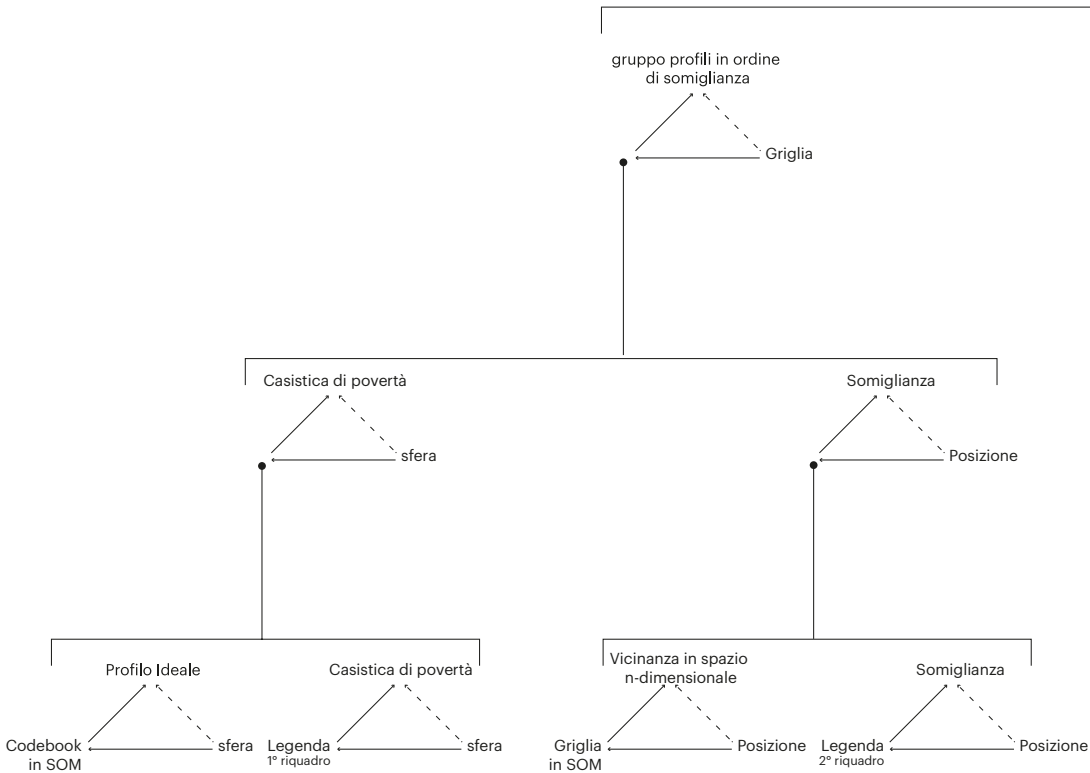 gruppo profili in ordine
di somiglianza
Griglia
Casistica di povertà
Somiglianza
sfera
Posizione
Profilo Ideale
Casistica di povertà
Vicinanza in spazio
n-dimensionale
Somiglianza
Codebook
in SOM
sfera
Legenda
1° riquadro
sfera
Griglia
in SOM
Posizione
Legenda
2° riquadro
Posizione